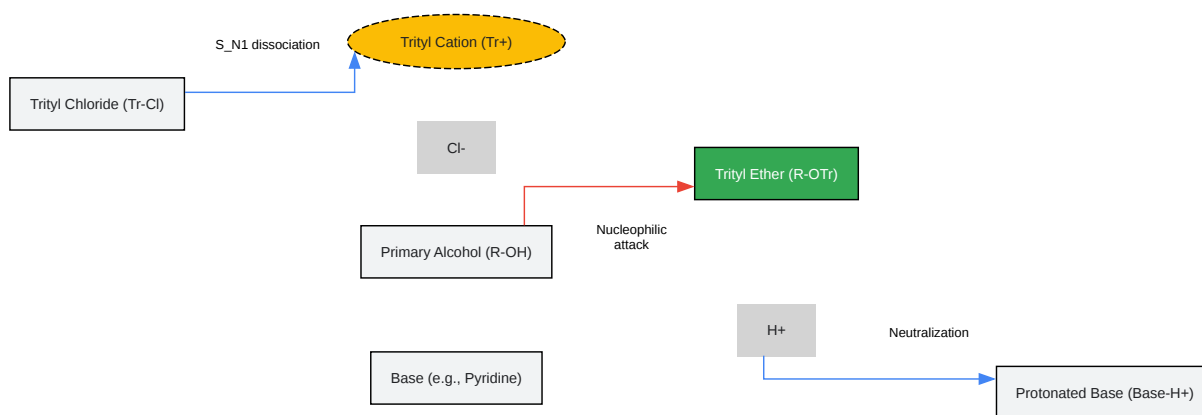 S_N1 dissociation
Trityl Cation (Tr+)
Trityl Chloride (Tr-Cl)
Cl-
Trityl Ether (R-OTr)
Nucleophilic
attack
Primary Alcohol (R-OH)
H+
Neutralization
Base (e.g., Pyridine)
Protonated Base (Base-H+)